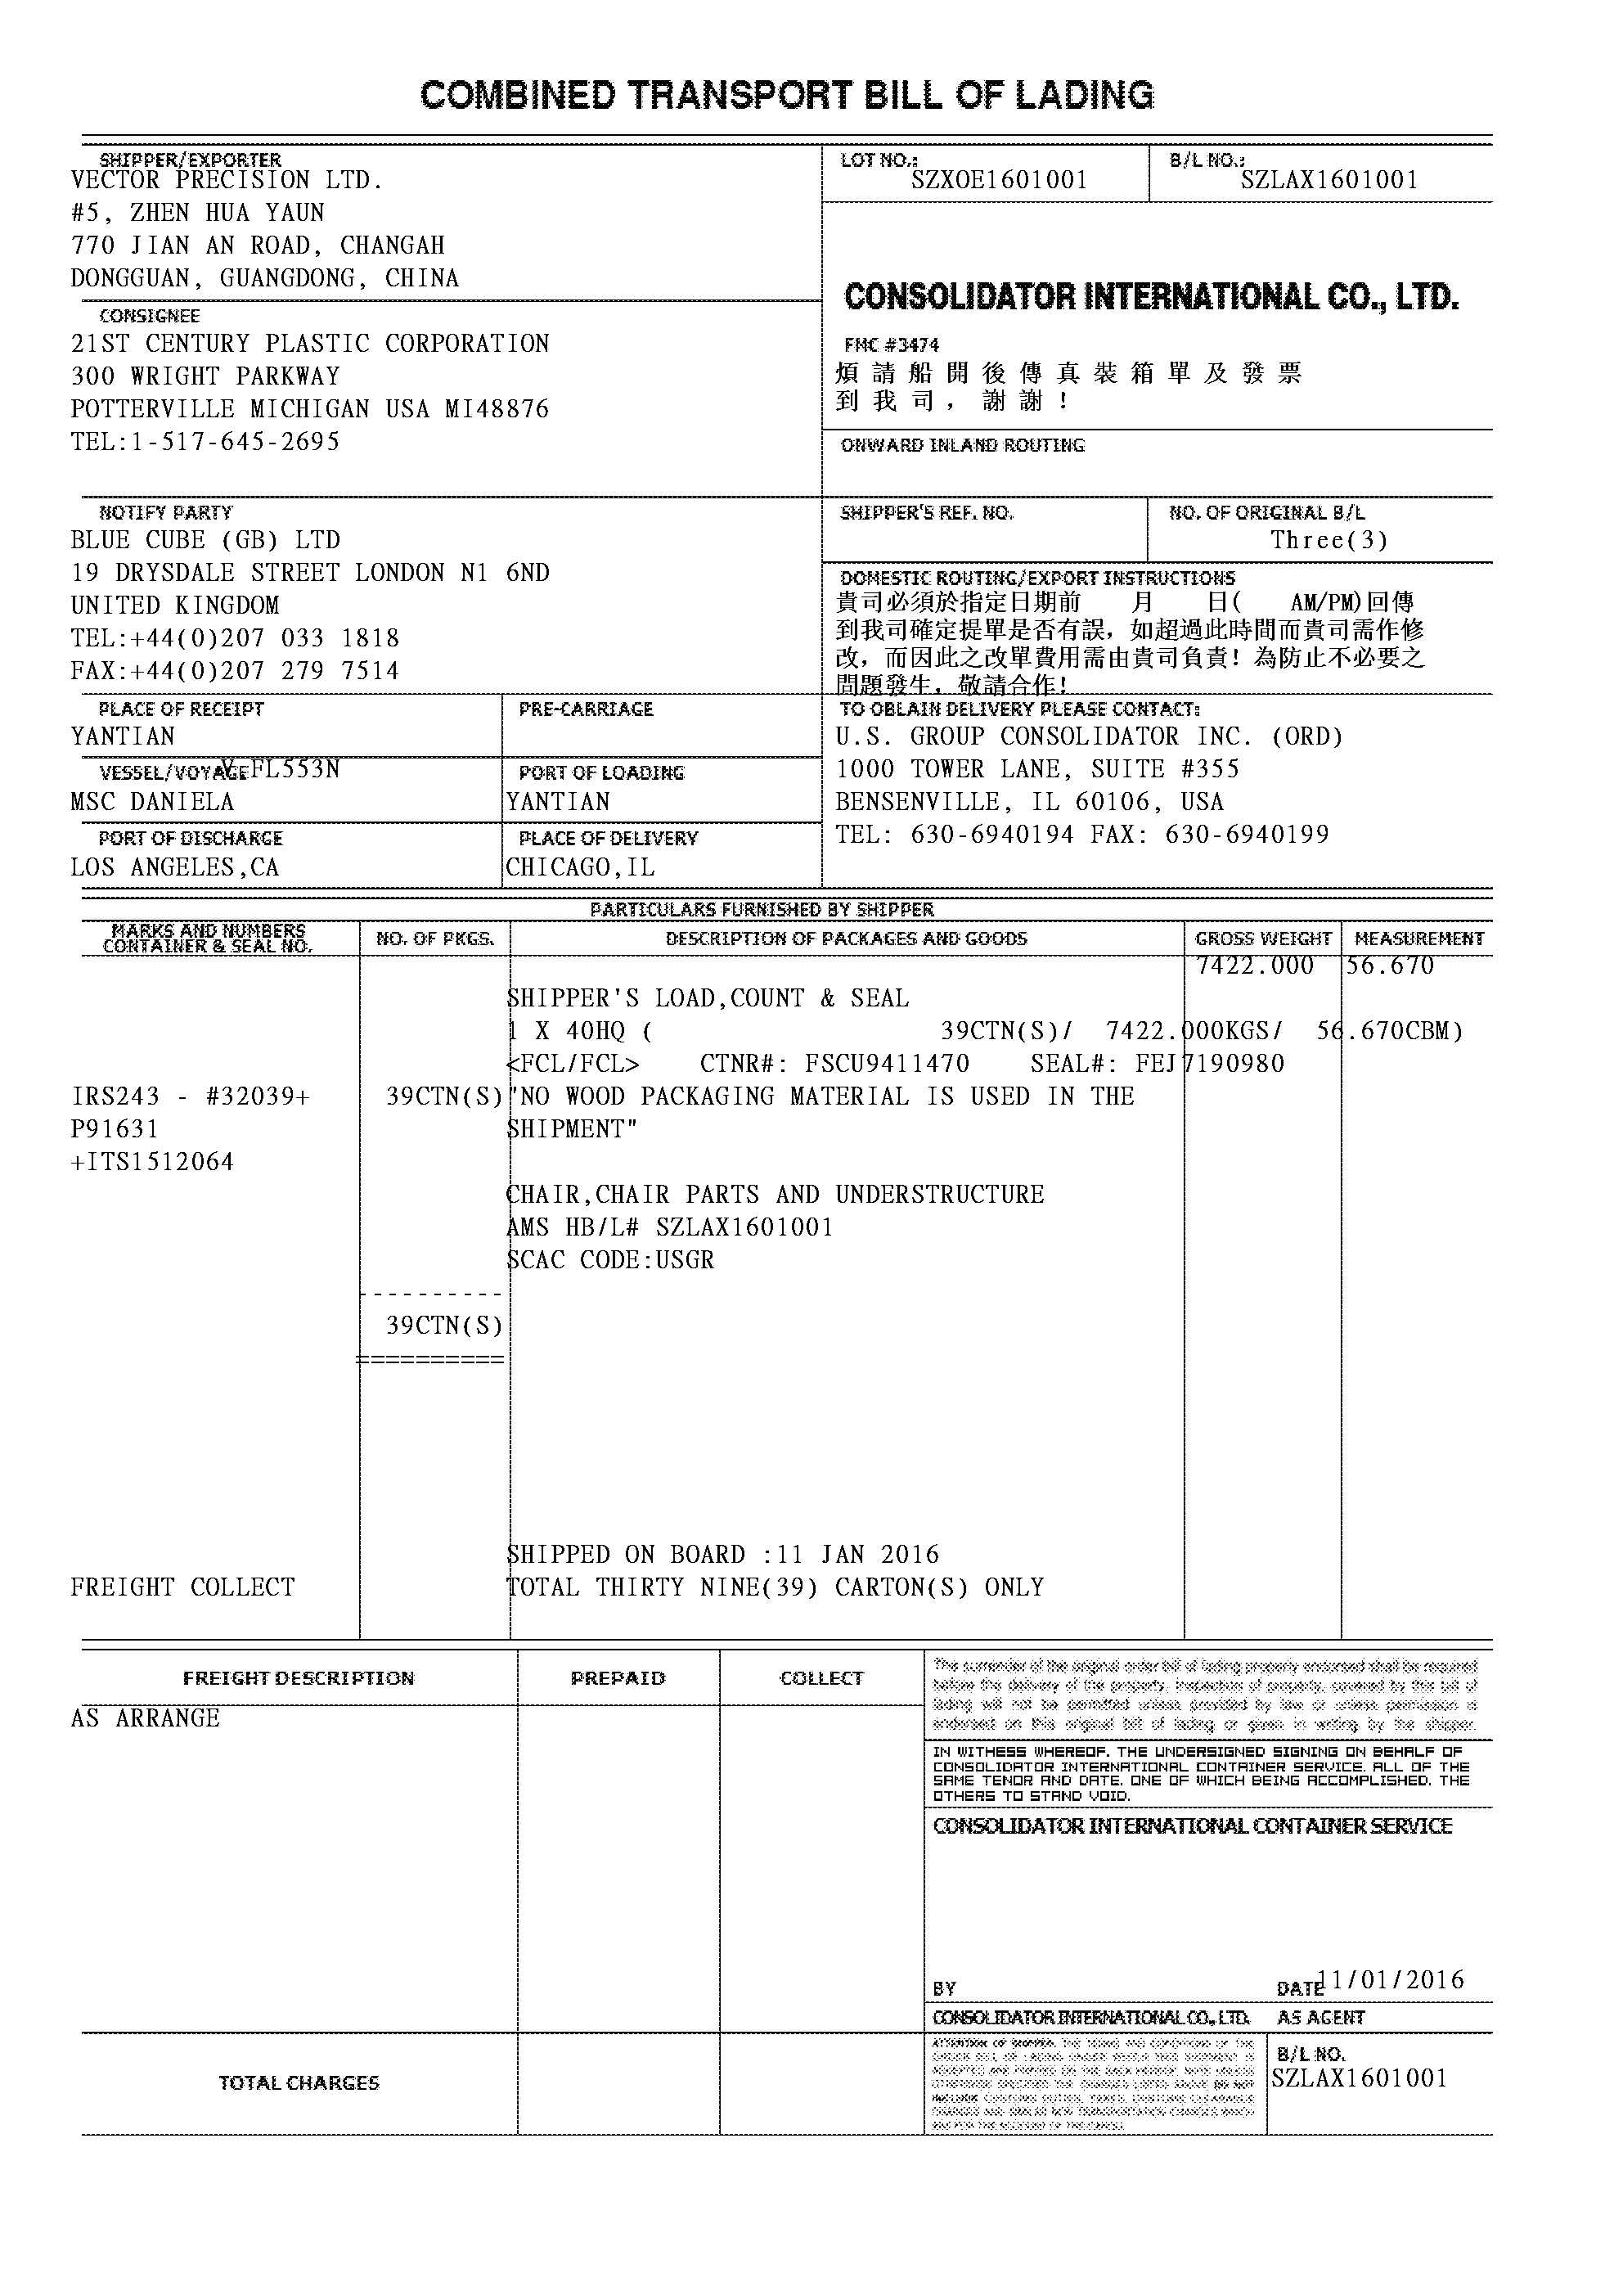 COMBINED TRANSPORT BILL OF LADING
SHIPPER/EXPORTER
VECTOR PRECISION LTD.
#5, ZHEN HUA YAUN
770 JIAN AN ROAD, CHANGAH
DONGGUAN, GUANGDONG, CHINA
LOT NO.:
SZXOE1601001
B/L NO.:
SZLAX1601001
CONSOLIDATOR INTERNATIONAL CO., LTD.
FMC #3474
煩請船開後傳真裝箱單及發票
到我司，謝謝！
CONSIGNEE
21ST CENTURY PLASTIC CORPORATION
300 WRIGHT PARKWAY
POTTERVILLE MICHIGAN USA MI48876
TEL:1-517-645-2695
ONWARD INLAND ROUTING
NOTIFY PARTY
BLUE CUBE (GB) LTD
19 DRYSDALE STREET LONDON N1 6ND
UNITED KINGDOM
TEL:+44(0)207 033 1818
FAX:+44(0)207 279 7514
SHIPPER'S REF. NO.
NO. OF ORIGINAL B/L
Three(3)
DOMESTIC ROUTING/EXPORT INSTRUCTIONS
貴司必須於指定日期前 月 日( AM/PM)回傳
到我司確定提單是否有誤，如超過此時間而貴司需作修
改，而因此之改單費用需由貴司負責！為防止不必要之
問題發生，敬請合作！
PLACE OF RECEIPT
YANTIAN
PRE-CARRIAGE
VESSEL/VOYAGE V.FL553N
MSC DANIELA
PORT OF LOADING
YANTIAN
PORT OF DISCHARGE
LOS ANGELES,CA
PLACE OF DELIVERY
CHICAGO,IL
TO OBLAIN DELIVERY PLEASE CONTACT:
U.S. GROUP CONSOLIDATOR INC. (ORD)
1000 TOWER LANE, SUITE #355
BENSENVILLE, IL 60106, USA
TEL: 630-6940194 FAX: 630-6940199
PARTICULARS FURNISHED BY SHIPPER
MARKS AND NUMBERS
CONTAINER & SEAL NO.
NO. OF PKGS.
DESCRIPTION OF PACKAGES AND GOODS
GROSS WEIGHT
MEASUREMENT
7422.000 56.670
SHIPPER'S LOAD,COUNT & SEAL
1 X 40HQ ( 39CTN(S)/ 7422.000KGS/ 56.670CBM)
<FCL/FCL> CTNR#: FSCU9411470 SEAL#: FEJ7190980
IRS243 - #32039+ 39CTN(S) "NO WOOD PACKAGING MATERIAL IS USED IN THE
P91631 SHIPMENT"
+ITS1512064
CHAIR,CHAIR PARTS AND UNDERSTRUCTURE
AMS HB/L# SZLAX1601001
SCAC CODE:USGR
----------
39CTN(S)
==========
SHIPPED ON BOARD :11 JAN 2016
FREIGHT COLLECT TOTAL THIRTY NINE(39) CARTON(S) ONLY
FREIGHT DESCRIPTION
PREPAID
COLLECT
AS ARRANGE
The surrender of the original order bill of lading properly endorsed shall be required
before the delivery of the property. Inspection of property covered by the bill of
lading will not be permitted unless provided by law or unless permission is
endorsed on this original bill of lading or given in writing by the shipper.
IN WITHESS WHEREOF, THE UNDERSIGNED SIGNING ON BEHALF OF
CONSOLIDATOR INTERNATIONAL CONTAINER SERVICE. ALL OF THE
SAME TENOR AND DATE. ONE OF WHICH BEING ACCOMPLISHED. THE
OTHERS TO STAND VOID.
CONSOLIDATOR INTERNATIONAL CONTAINER SERVICE
BY
DATE 11/01/2016
CONSOLIDATOR INTERNATIONAL CO., LTD. AS AGENT
TOTAL CHARGES
B/L NO.
SZLAX1601001